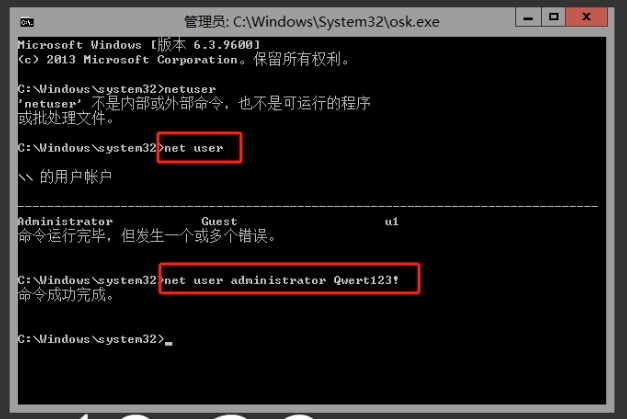 管理员: C:\Windows\System32\osk.exe
Microsoft Windows [版本 6.3.9600]
(c) 2013 Microsoft Corporation。保留所有权利。
C:\Windows\system32>netuser
'netuser' 不是内部或外部命令，也不是可运行的程序
或批处理文件。
C:\Windows\system32>net user
\\ 的用户帐户
-------------------------------------------------------------------------------
Administrator Guest u1
命令运行完毕，但发生一个或多个错误。
C:\Windows\system32>net user administrator Qwert123!
命令成功完成。
C:\Windows\system32>_